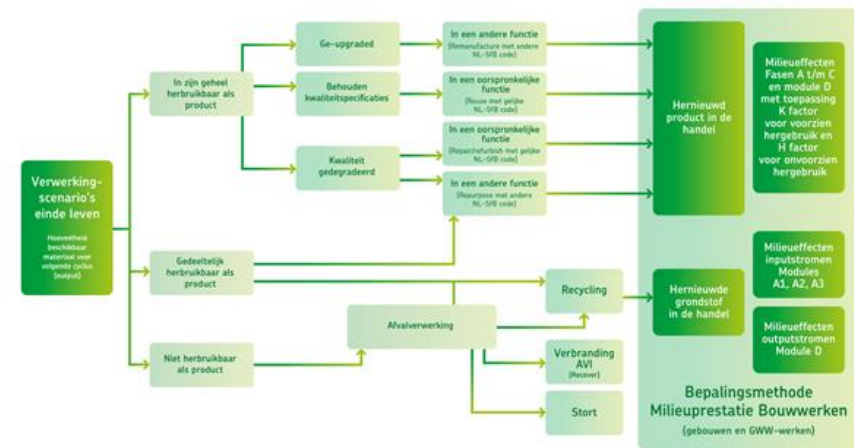 Verwerking-
scenario's
einde leven
Hoeveelheid
beschikbaar
materiaal voor
volgende cyclus
(output)
In zijn geheel
herbruikbaar als
product
Gedeeltelijk
herbruikbaar als
product
Niet herbruikbaar
als product
Ge-upgraded
Behouden
kwaliteitspecificaties
Kwaliteit
gedegradeerd
Afvalverwerking
In een andere functie
(Remanufacture met andere
NL-SfB code)
In een oorspronkelijke
functie
(Reuse met gelijke
NL-SfB code)
In een oorspronkelijke
functie
(Repair/refurbish met gelijke
NL-SfB code)
In een andere functie
(Repurpose met andere
NL-SfB code)
Recycling
Verbranding
AVI
(Recover)
Stort
Hernieuwd
product in de
handel
Hernieuwde
grondstof
in de handel
Milieueffecten
Fasen A t/m C
en module D
met toepassing
K factor
voor voorzien
hergebruik en
H factor
voor onvoorzien
hergebruik
Milieueffecten
inputstromen
Modules
A1, A2, A3
Milieueffecten
outputstromen
Module D
Bepalingsmethode
Milieuprestatie Bouwwerken
(gebouwen en GWW-werken)